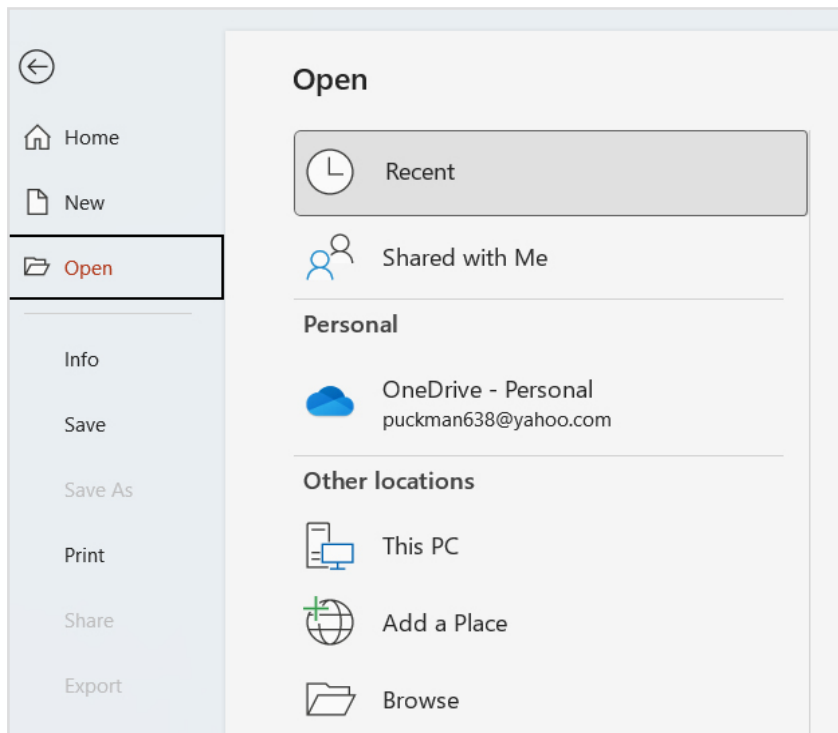 Home
New
Open
Info
Save
Save As
Print
Share
Export
Open
Recent
Shared with Me
Personal
OneDrive - Personal
puckman638@yahoo.com
Other locations
This PC
Add a Place
Browse